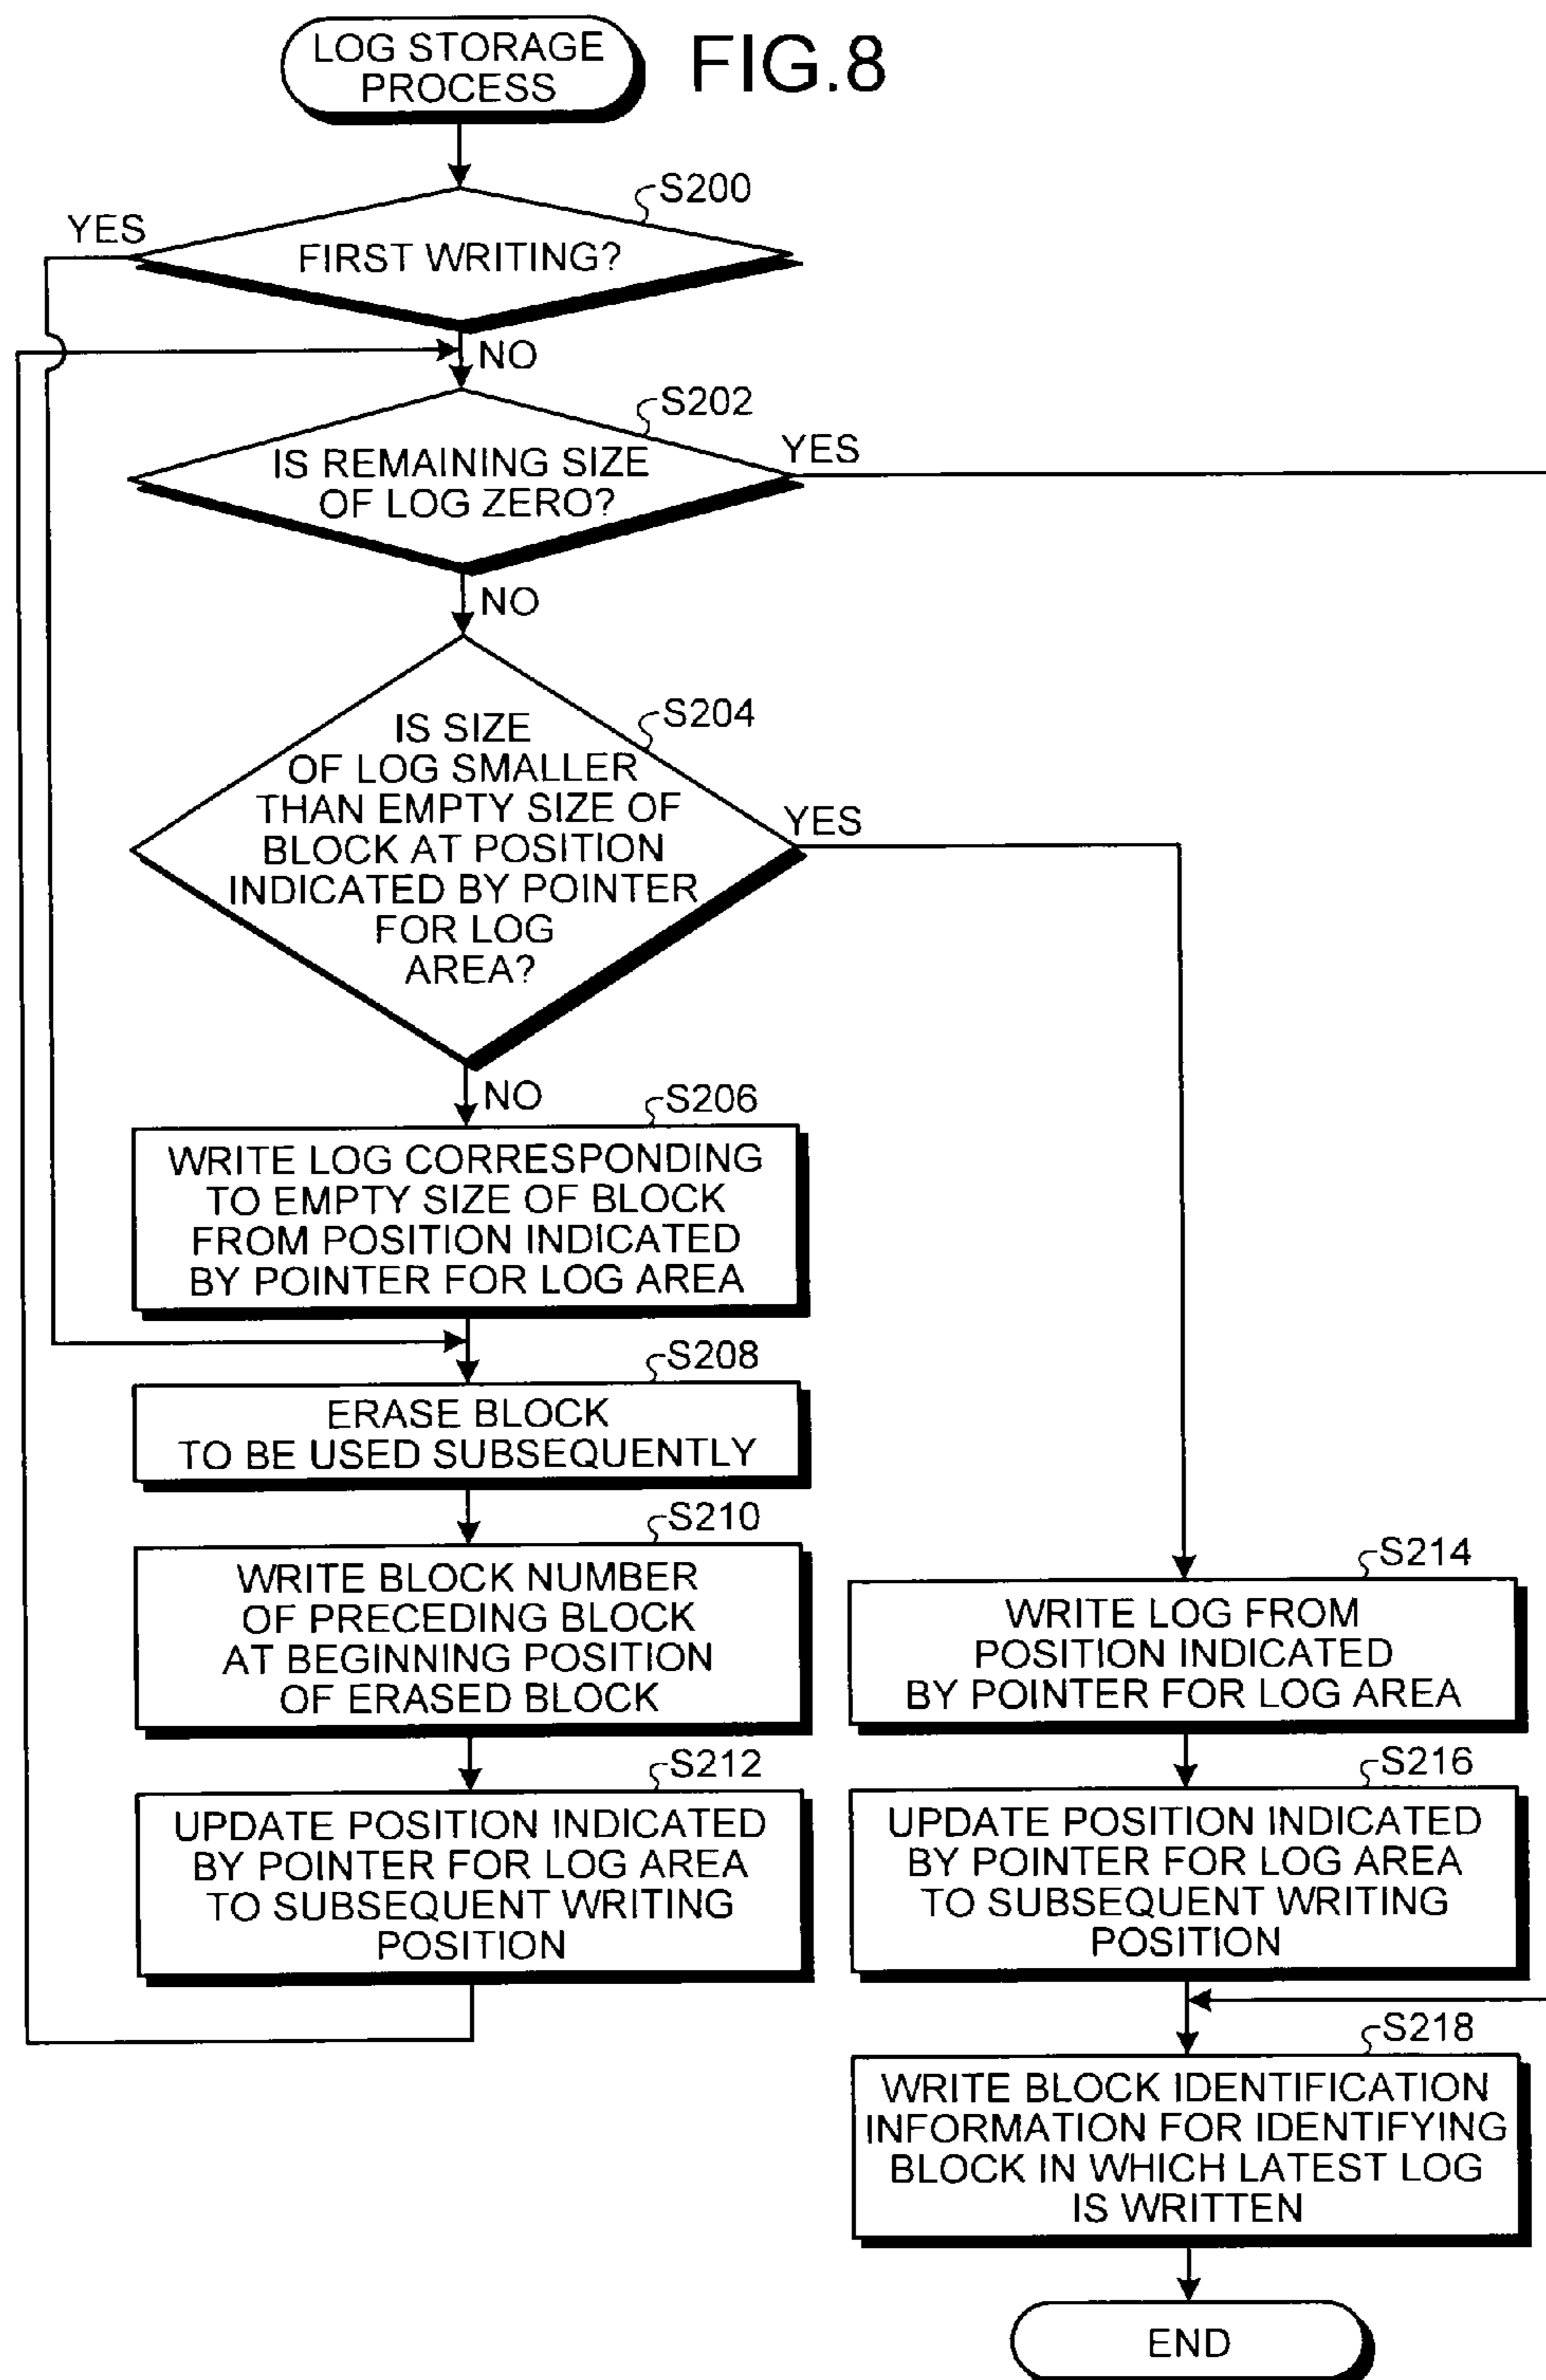 LOG STORAGE
PROCESS
FIG.8
S200
YES
FIRST WRITING?
NO
S202
YES
IS REMAINING SIZE
OF LOG ZERO?
NO
S204
IS SIZE
OF LOG SMALLER
THAN EMPTY SIZE OF
BLOCK AT POSITION
INDICATED BY POINTER
FOR LOG
AREA?
YES
NO
S206
WRITE LOG CORRESPONDING
TO EMPTY SIZE OF BLOCK
FROM POSITION INDICATED
BY POINTER FOR LOG AREA
S208
ERASE BLOCK
TO BE USED SUBSEQUENTLY
S210
WRITE BLOCK NUMBER
OF PRECEDING BLOCK
AT BEGINNING POSITION
OF ERASED BLOCK
S212
UPDATE POSITION INDICATED
BY POINTER FOR LOG AREA
TO SUBSEQUENT WRITING
POSITION
S214
WRITE LOG FROM
POSITION INDICATED
BY POINTER FOR LOG AREA
S216
UPDATE POSITION INDICATED
BY POINTER FOR LOG AREA
TO SUBSEQUENT WRITING
POSITION
S218
WRITE BLOCK IDENTIFICATION
INFORMATION FOR IDENTIFYING
BLOCK IN WHICH LATEST LOG
IS WRITTEN
END